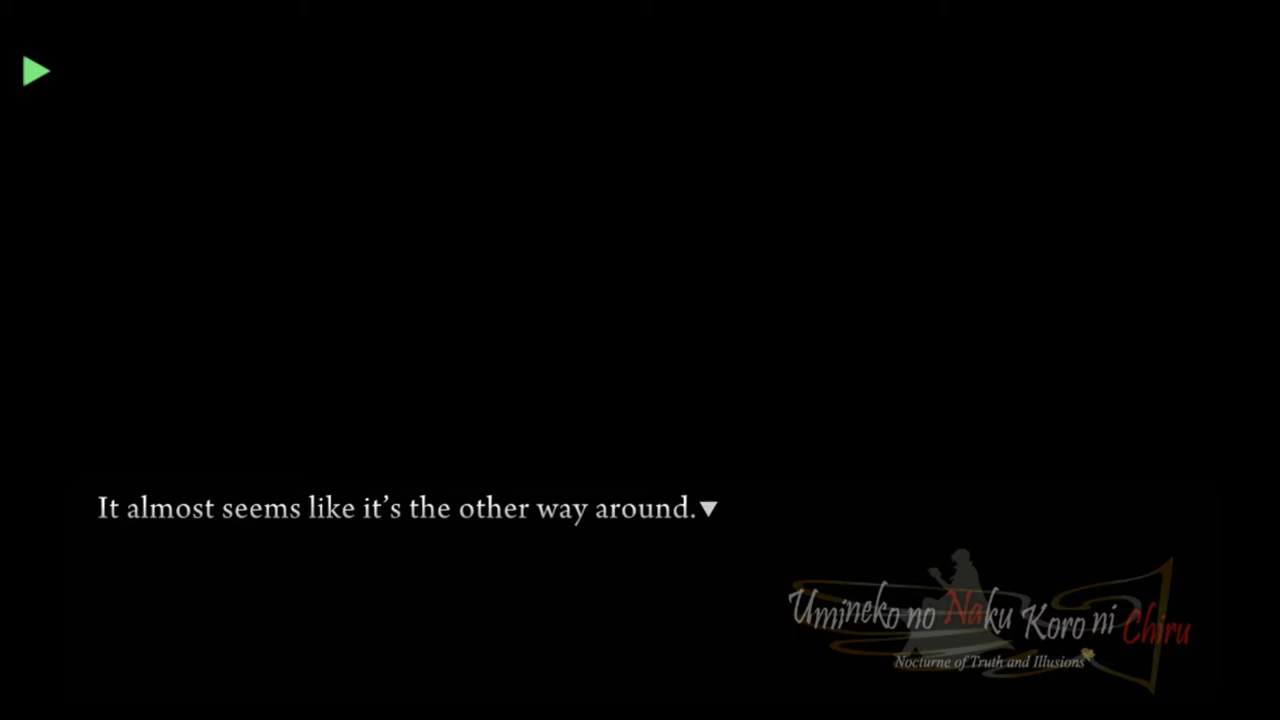 It almost seems like it’s the other way around.
Umineko no Naku Koro ni Chiru
Nocturne of Truth and Illusions